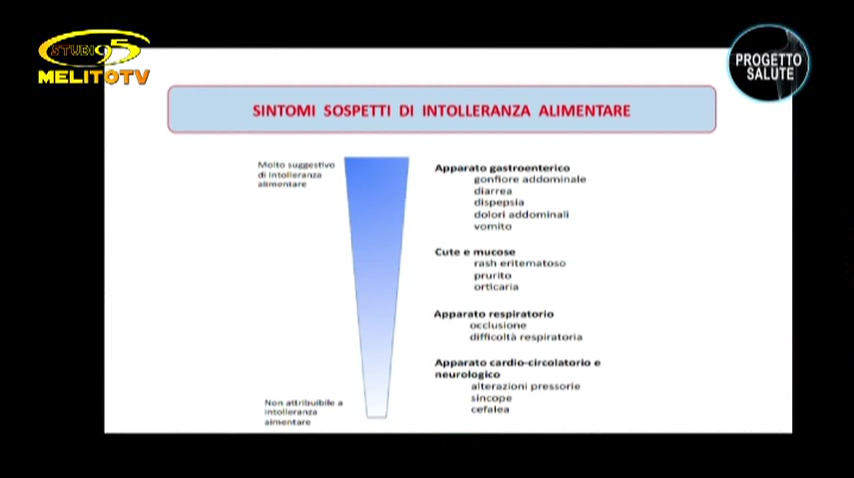 STUDIO 95
MELITOTV
PROGETTO
SALUTE
SINTOMI SOSPETTI DI INTOLLERANZA ALIMENTARE
Molto suggestivo
di intolleranza
alimentare
Apparato gastroenterico
gonfiore addominale
diarrea
dispepsia
dolori addominali
vomito
Cute e mucose
rash eritematoso
prurito
orticaria
Apparato respiratorio
occlusione
difficoltà respiratoria
Apparato cardio-circolatorio e
neurologico
alterazioni pressorie
sincope
cefalea
Non attribuibile a
intolleranza
aimentare